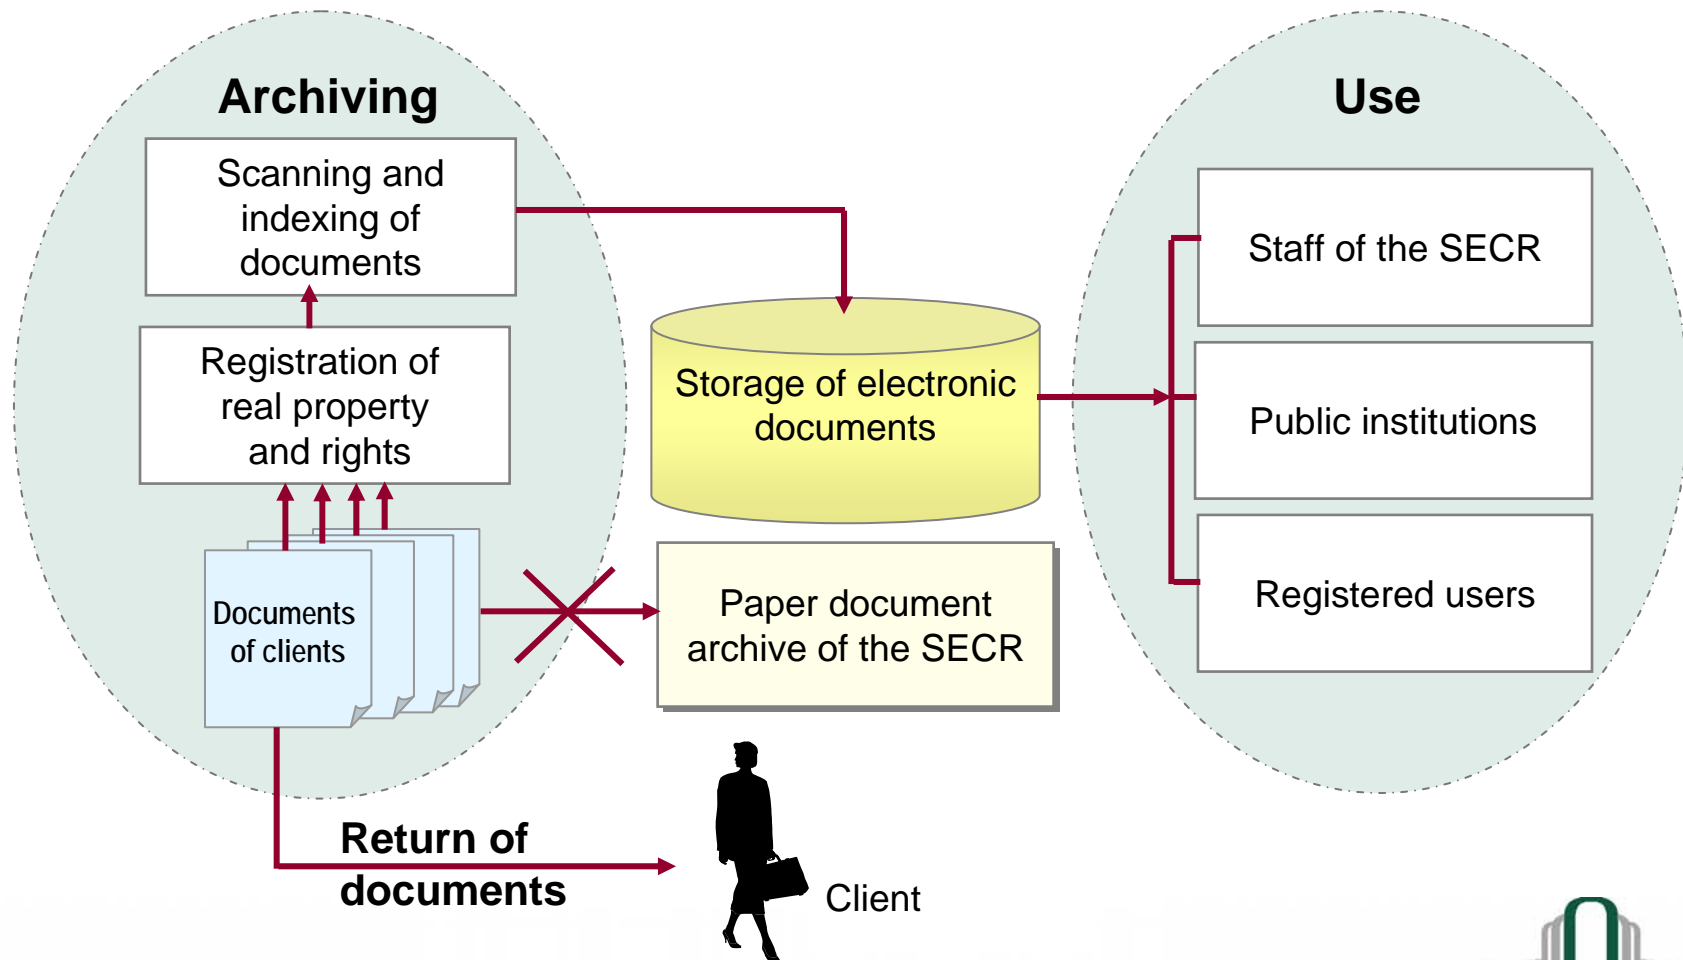 Archiving
Scanning and
indexing of
documents
Registration of
real property
and rights
Documents
of clients
Return of
documents
Storage of electronic
documents
Paper document
archive of the SECR
Client
Use
Staff of the SECR
Public institutions
Registered users